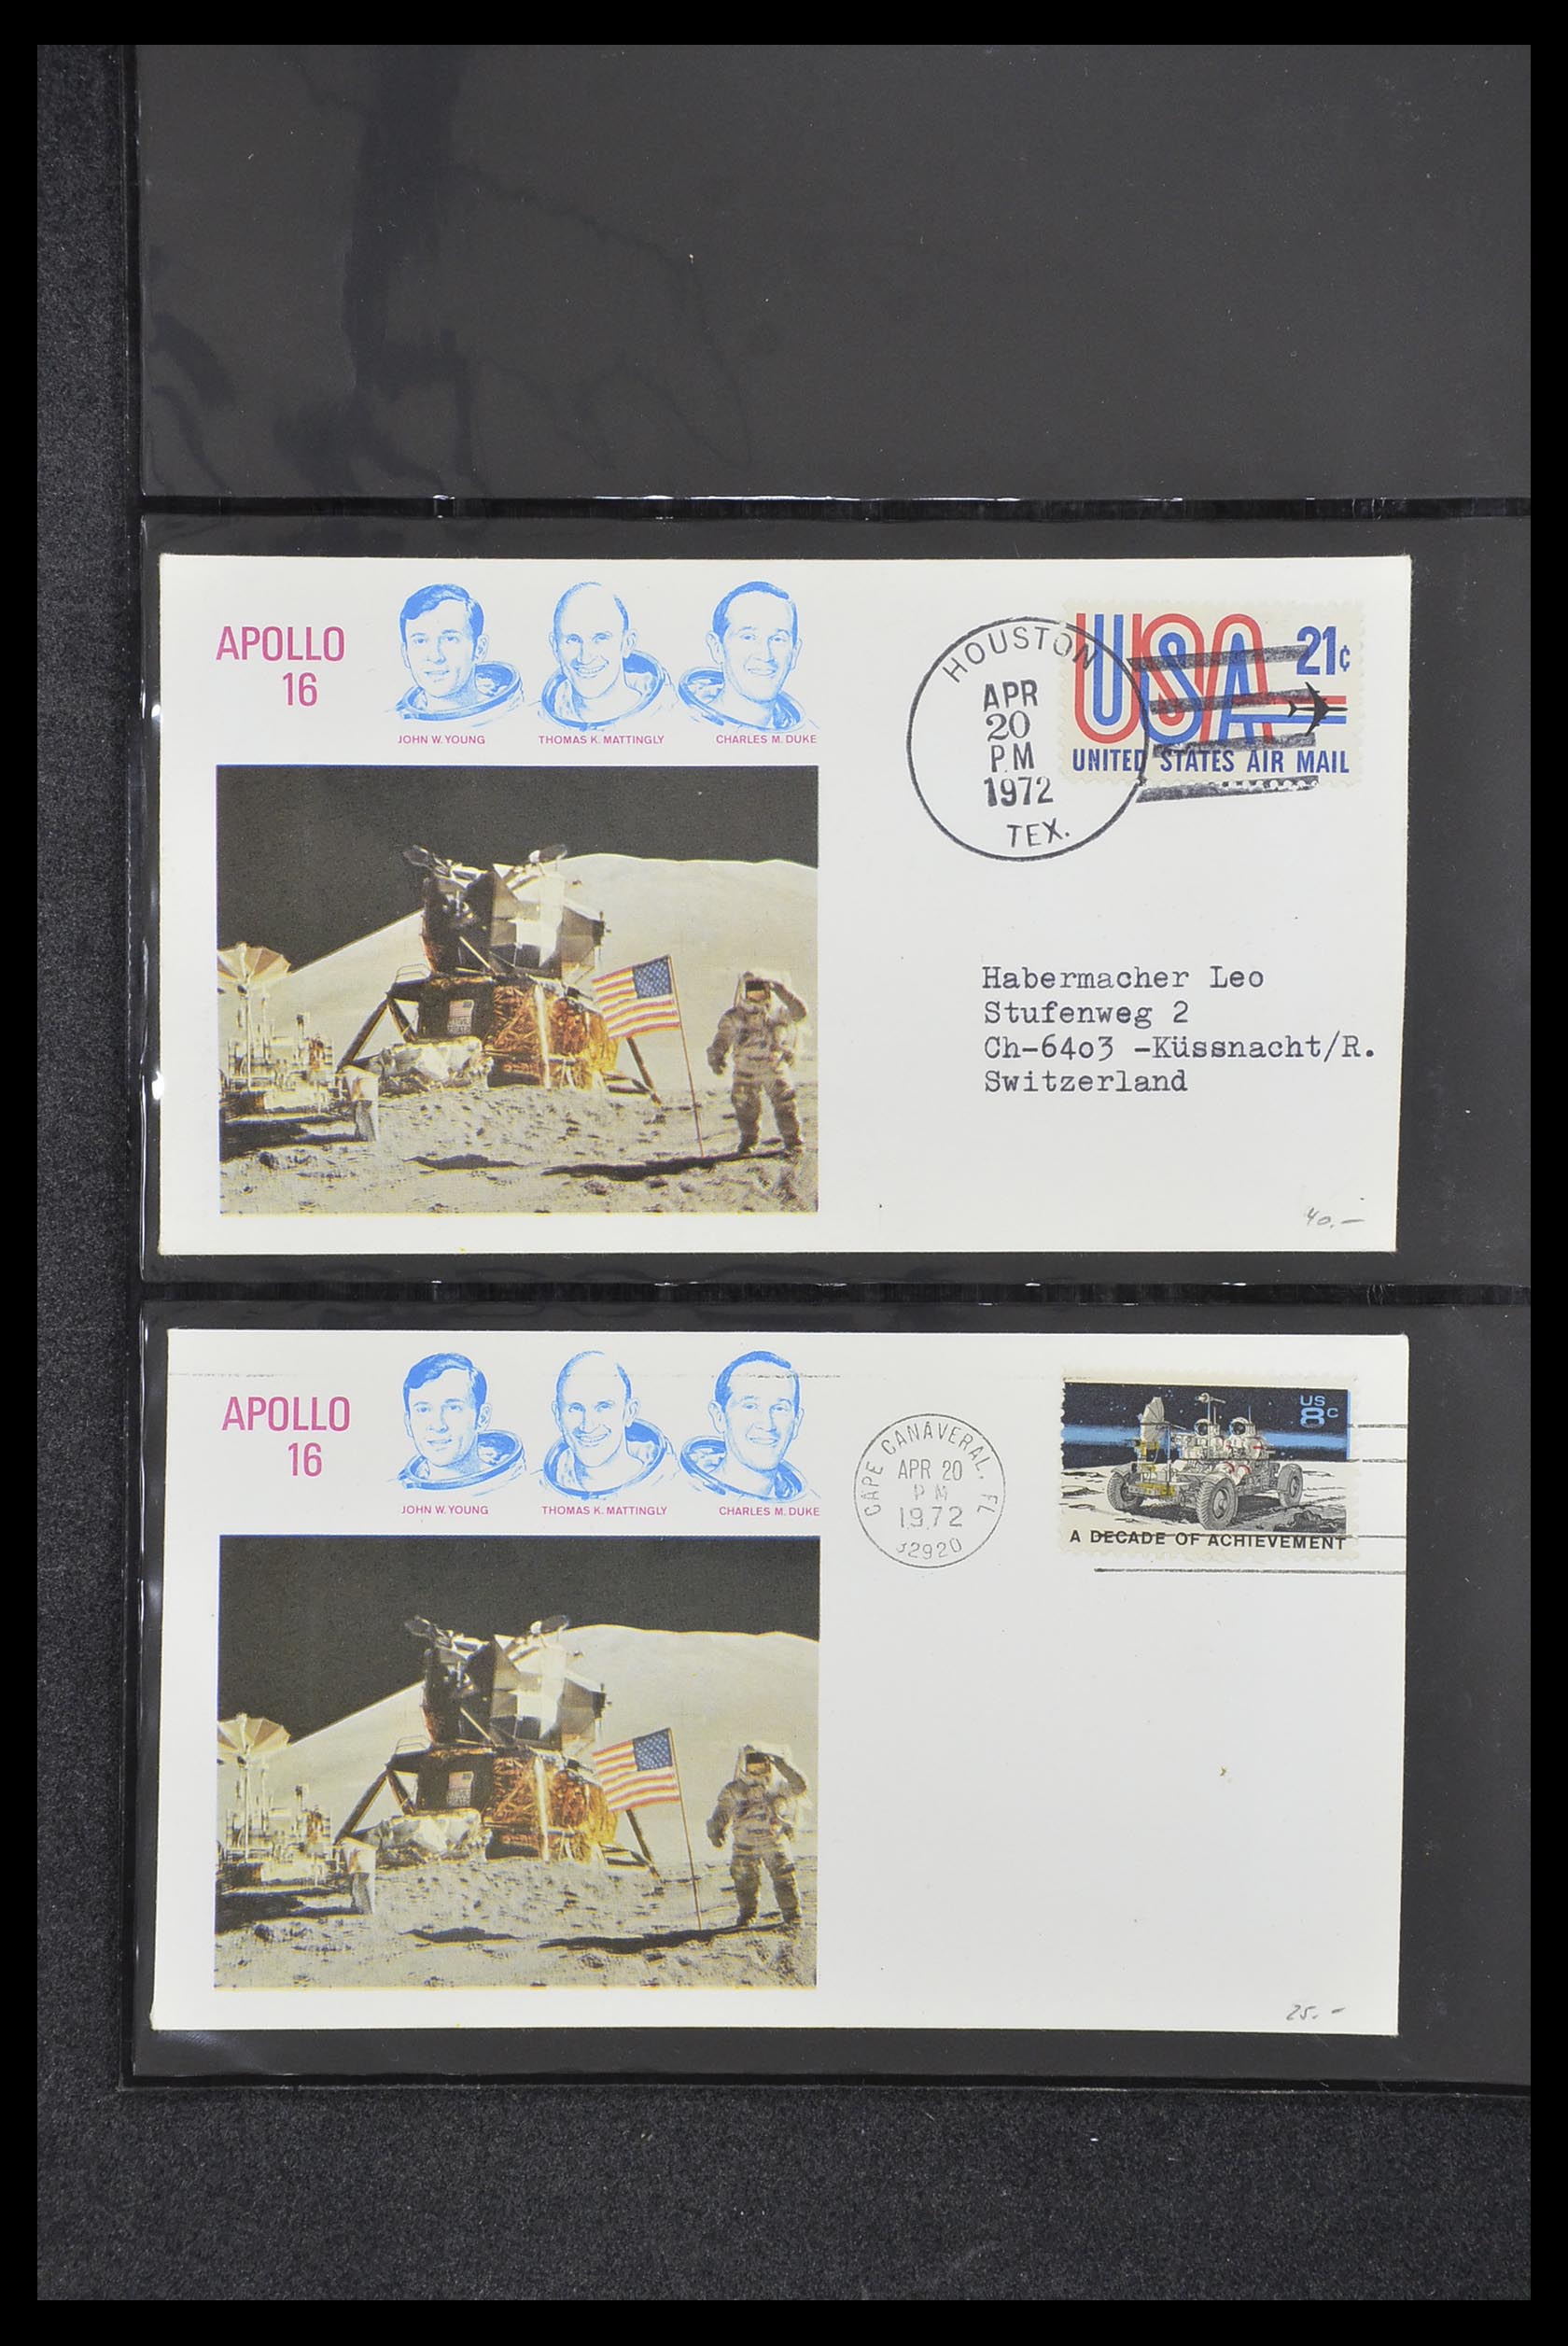 APOLLO
16
JOHN W. YOUNG
THOMAS K. MATTINGLY
CHARLES M. DUKE
HOUSTON
APR
20
PM
1972
TEX.
USA 21¢
UNITED STATES AIR MAIL
Habermacher Leo
Stufenweg 2
Ch-64o3 -Küssnacht/R.
Switzerland
40.-
APOLLO
16
JOHN W. YOUNG
THOMAS K. MATTINGLY
CHARLES M. DUKE
CAPE CANAVERAL, FL
APR 20
PM
1972
32920
US
8c
A DECADE OF ACHIEVEMENT
25.-